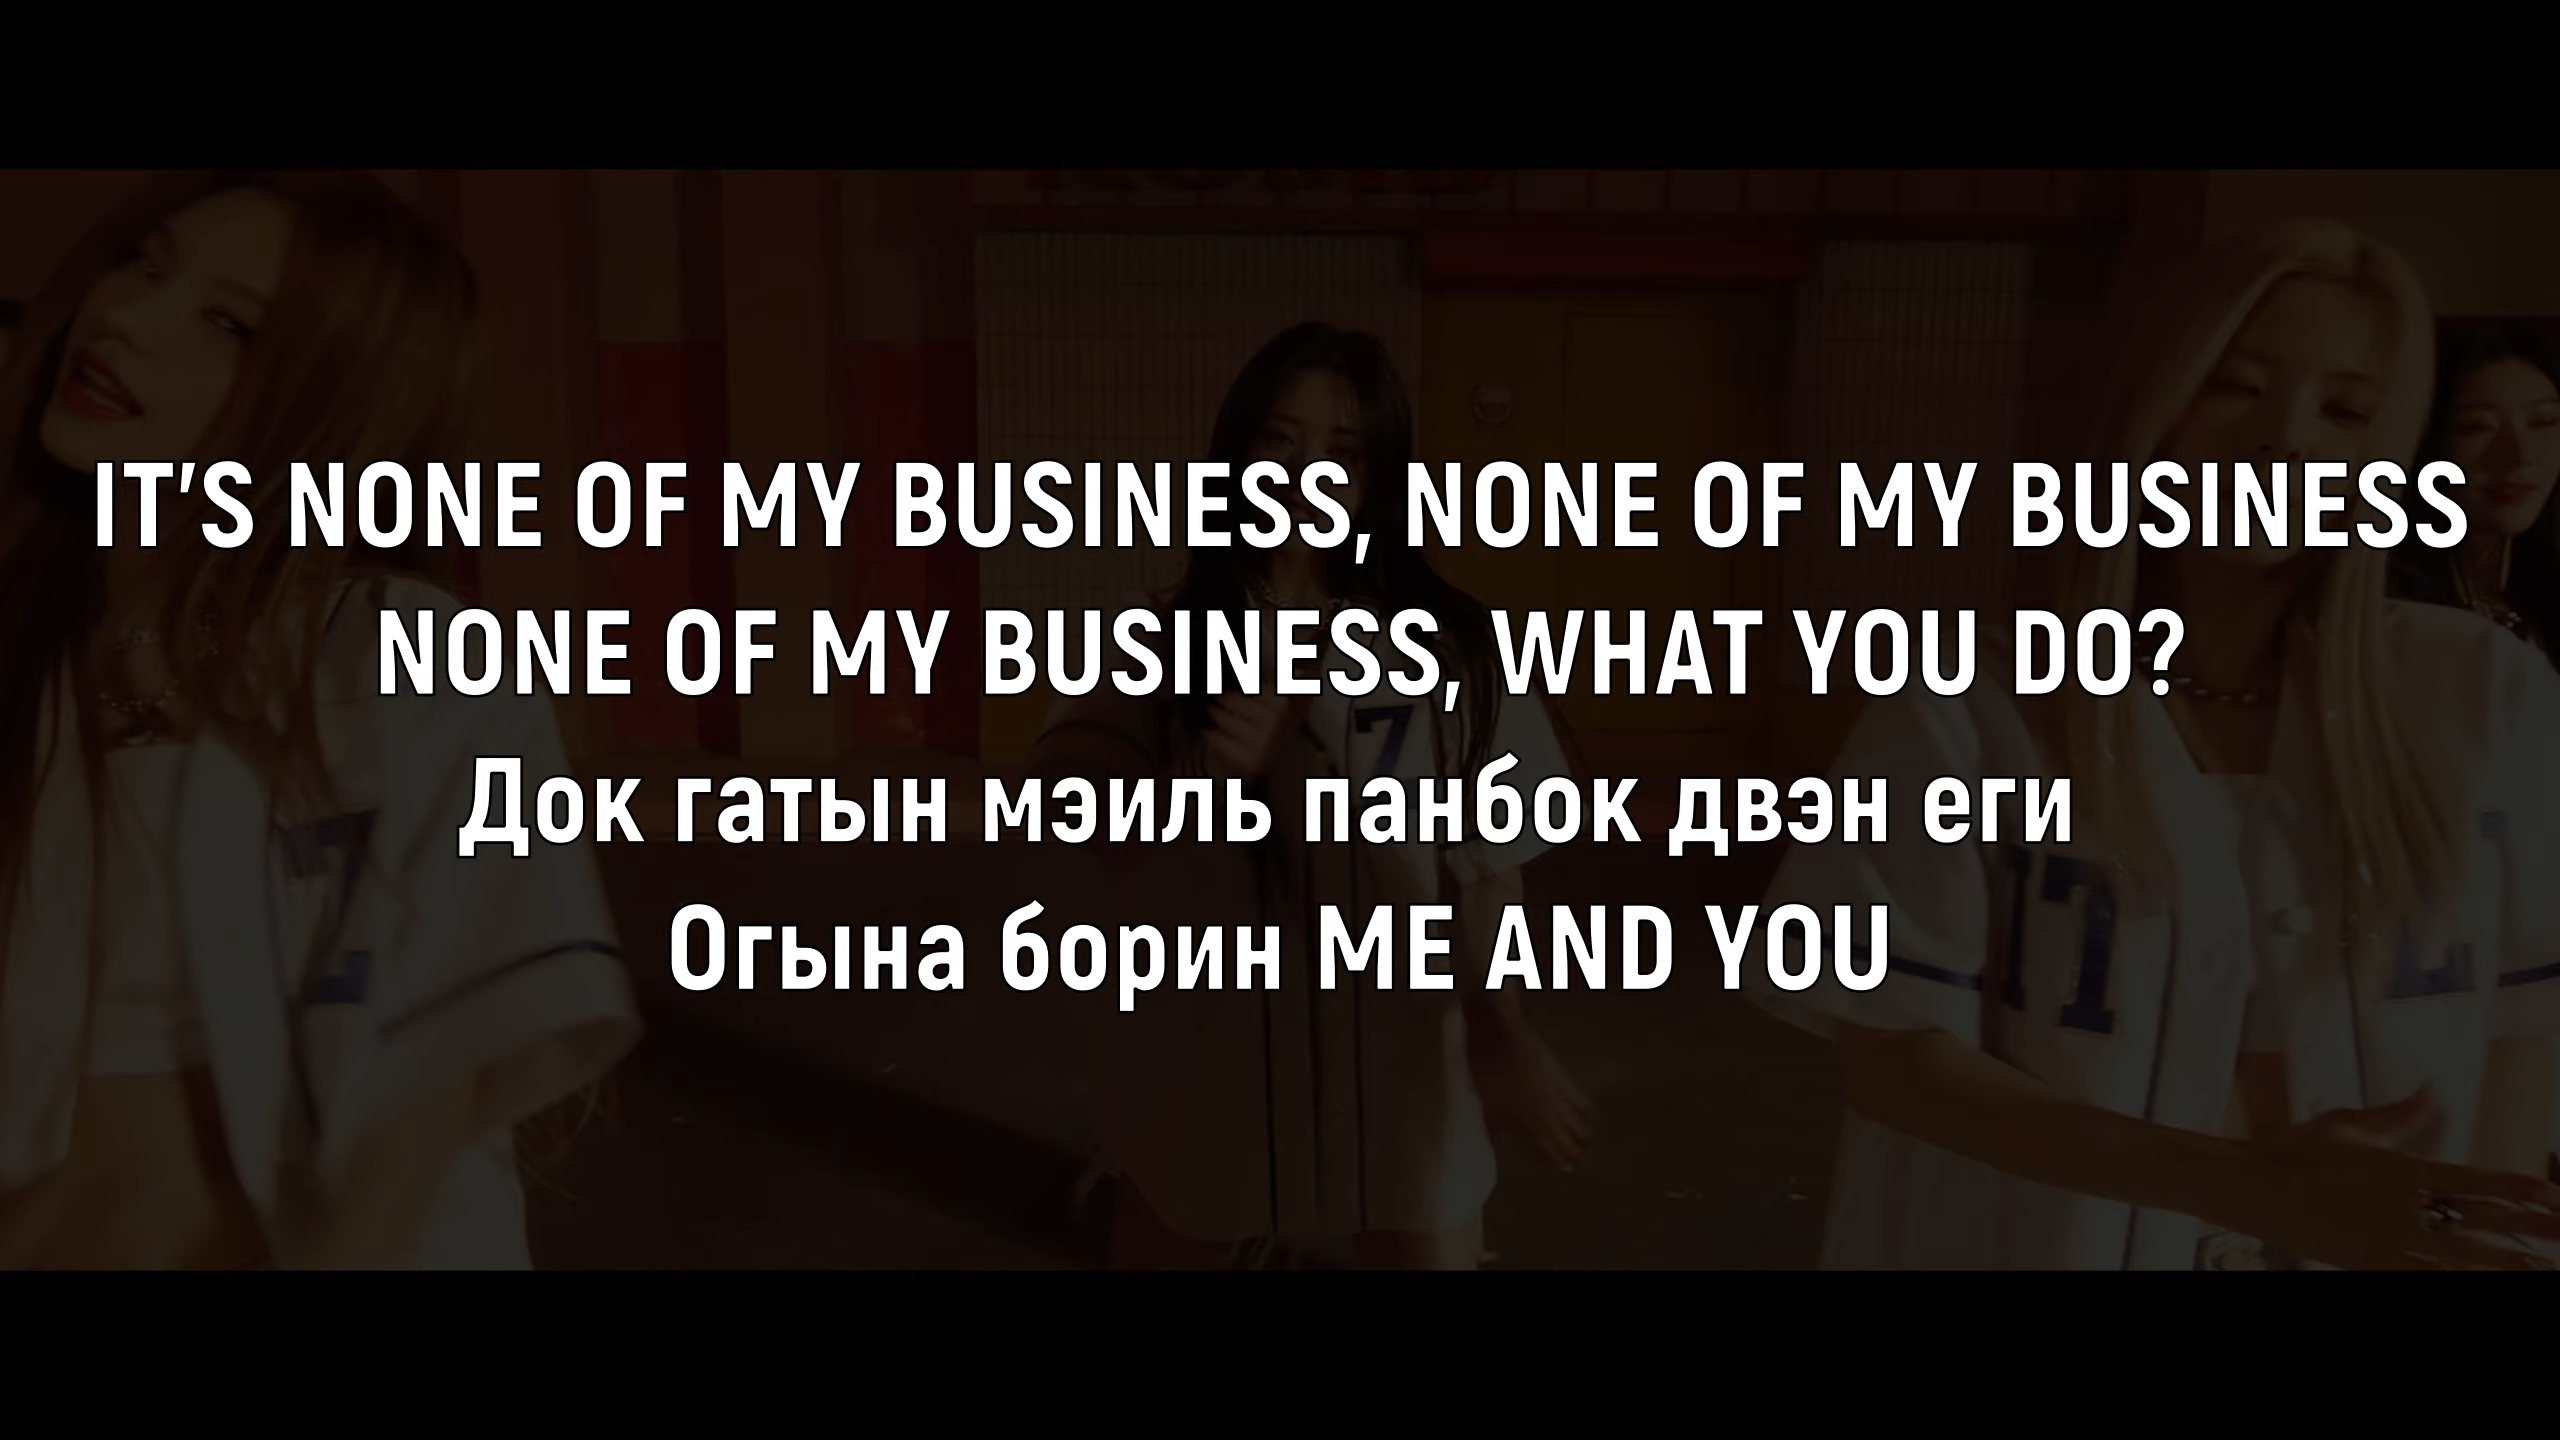 IT'S NONE OF MY BUSINESS, NONE OF MY BUSINESS
NONE OF MY BUSINESS, WHAT YOU DO?
Док гатын мэиль панбок двэн еги
Огына борин ME AND YOU